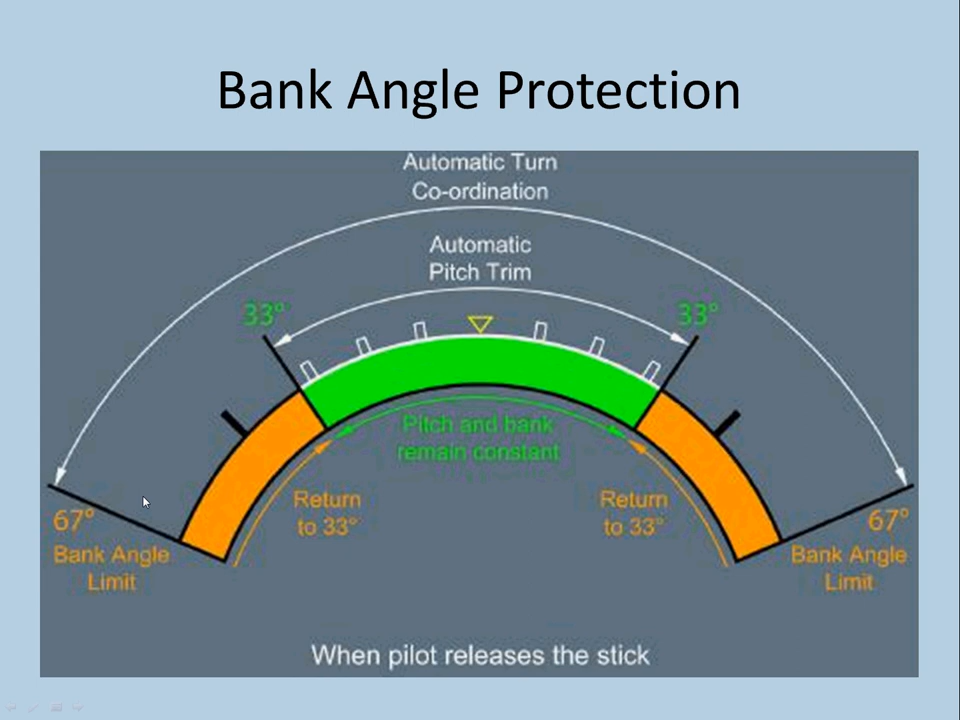 Bank Angle Protection
Automatic Turn
Co-ordination
Automatic
Pitch Trim
33°
33°
Pitch and bank
remain constant
Return
to 33°
Return
to 33°
67°
Bank Angle
Limit
67°
Bank Angle
Limit
When pilot releases the stick